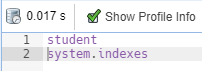 0.017 s Show Profile Info
1 student
2 system.indexes